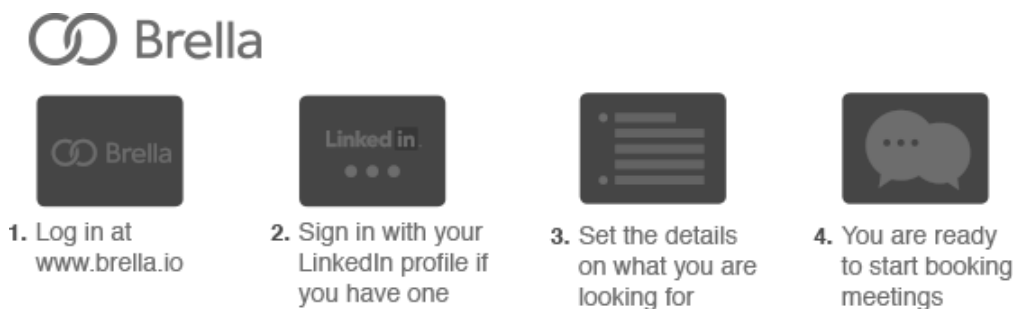 Brella
Brella
Linked in.
1. Log in at
www.brella.io
2. Sign in with your
LinkedIn profile if
you have one
3. Set the details
on what you are
looking for
4. You are ready
to start booking
meetings